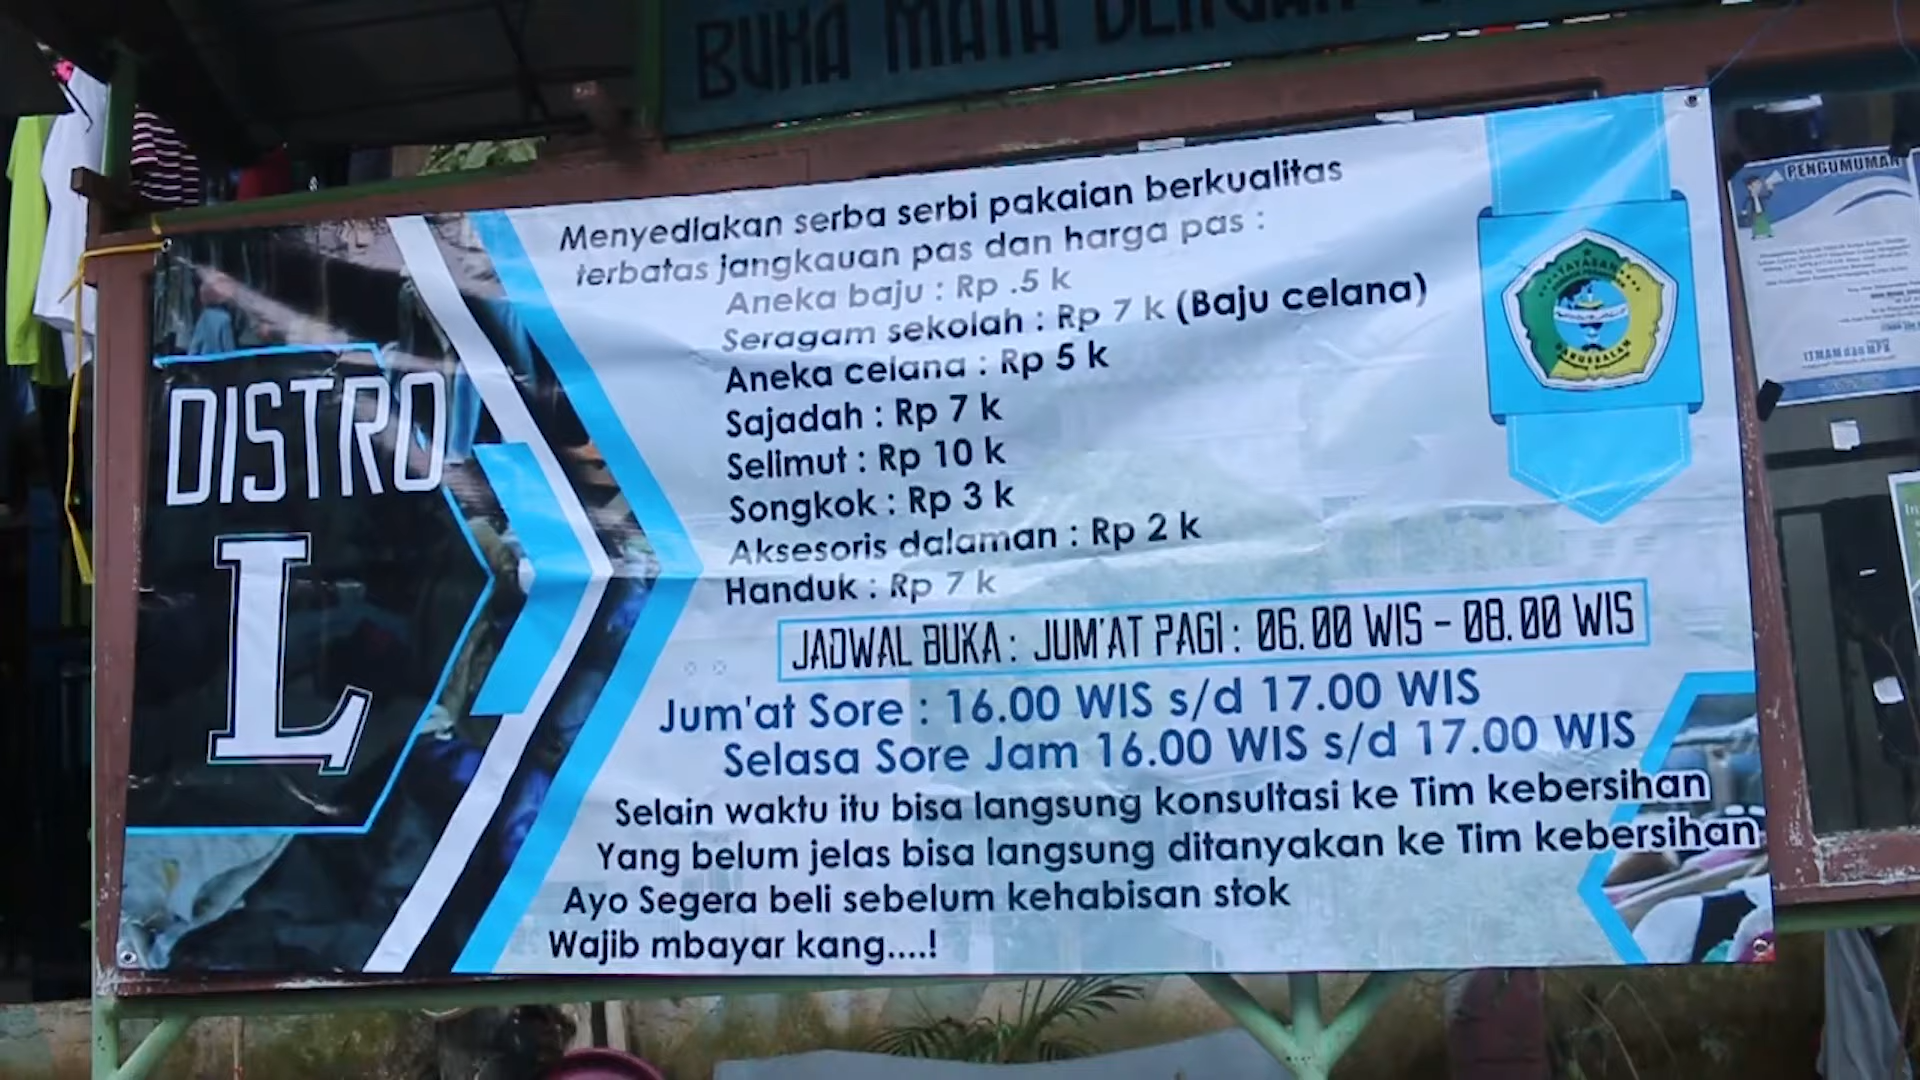 BUKA MATA DENGAN
DISTRO
L
Menyediakan serba serbi pakaian berkualitas
terbatas jangkauan pas dan harga pas :
Aneka baju : Rp .5 k
Seragam sekolah : Rp 7 k (Baju celana)
Aneka celana : Rp 5 k
Sajadah : Rp 7 k
Selimut : Rp 10 k
Songkok : Rp 3 k
Aksesoris dalaman : Rp 2 k
Handuk : Rp 7 k
JADWAL BUKA : JUM'AT PAGI : 06.00 WIS - 08.00 WIS
Jum'at Sore : 16.00 WIS s/d 17.00 WIS
Selasa Sore Jam 16.00 WIS s/d 17.00 WIS
Selain waktu itu bisa langsung konsultasi ke Tim kebersihan
Yang belum jelas bisa langsung ditanyakan ke Tim kebersihan
Ayo Segera beli sebelum kehabisan stok
Wajib mbayar kang....!
YAYASAN
DARUSSALAM
PENGUMUMAN
ITMAM dan MPK